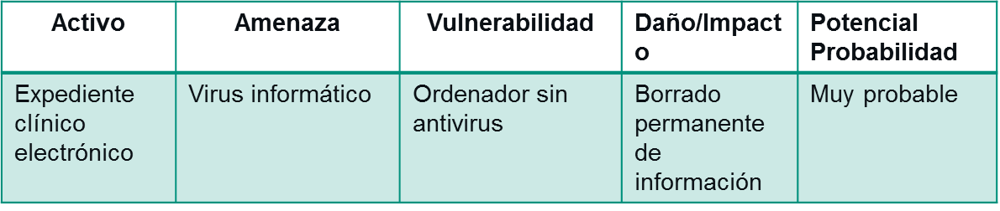 Activo
Amenaza
Vulnerabilidad
Daño/Impact
o
Potencial
Probabilidad
Expediente
clínico
electrónico
Virus informático
Ordenador sin
antivirus
Borrado
permanente
de
información
Muy probable